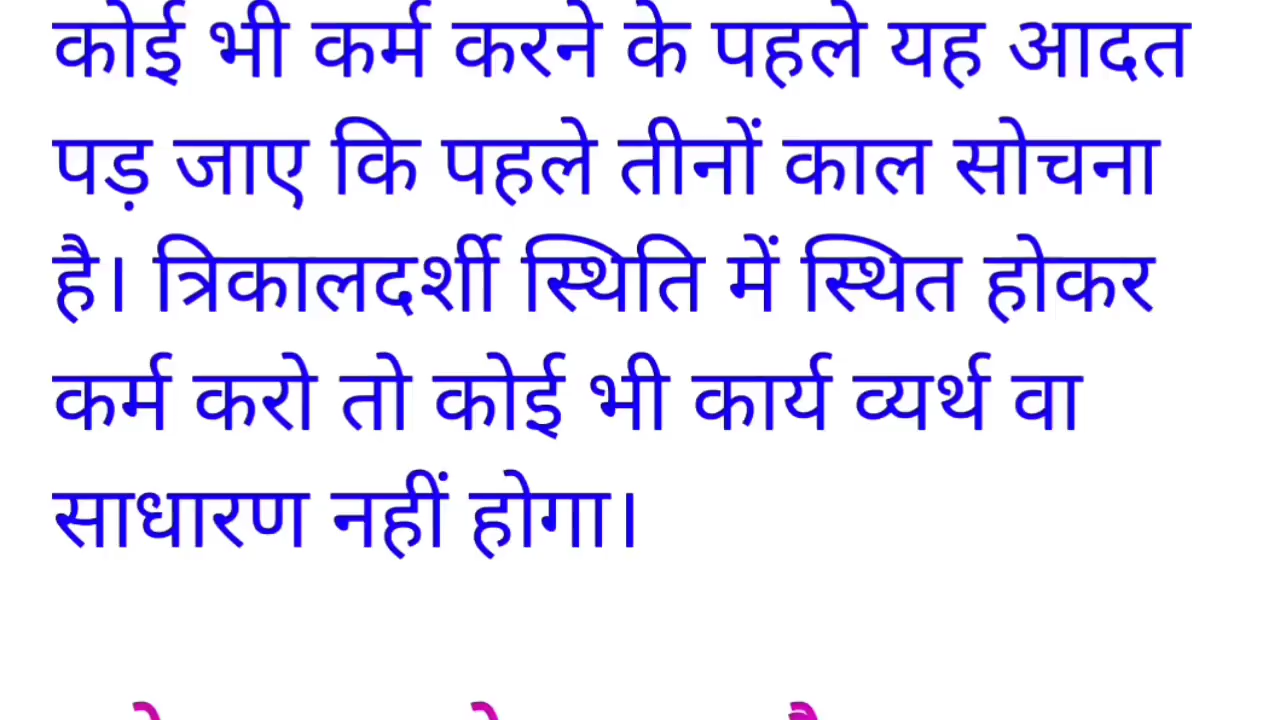 कोई भी कर्म करने के पहले यह आदत
पड़ जाए कि पहले तीनों काल सोचना
है। त्रिकालदर्शी स्थिति में स्थित होकर
कर्म करो तो कोई भी कार्य व्यर्थ वा
साधारण नहीं होगा।